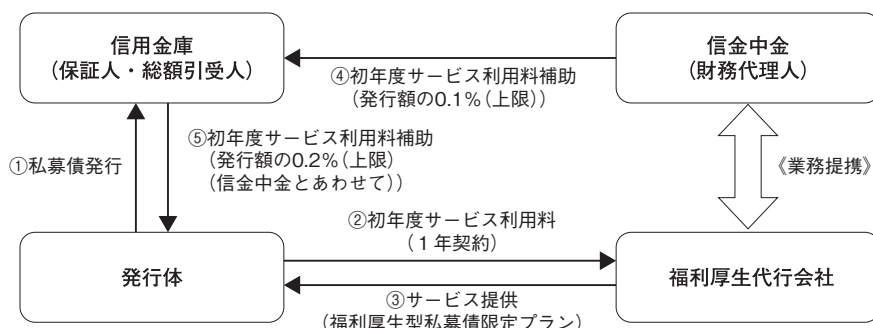 信用金庫
（保証人・総額引受人）
信金中金
（財務代理人）
④初年度サービス利用料補助
（発行額の0.1％（上限））
①私募債発行
⑤初年度サービス利用料補助
（発行額の0.2％（上限）
（信金中金とあわせて））
《業務提携》
②初年度サービス利用料
（１年契約）
発行体
福利厚生代行会社
③サービス提供
（福利厚生型私募債限定プラン）